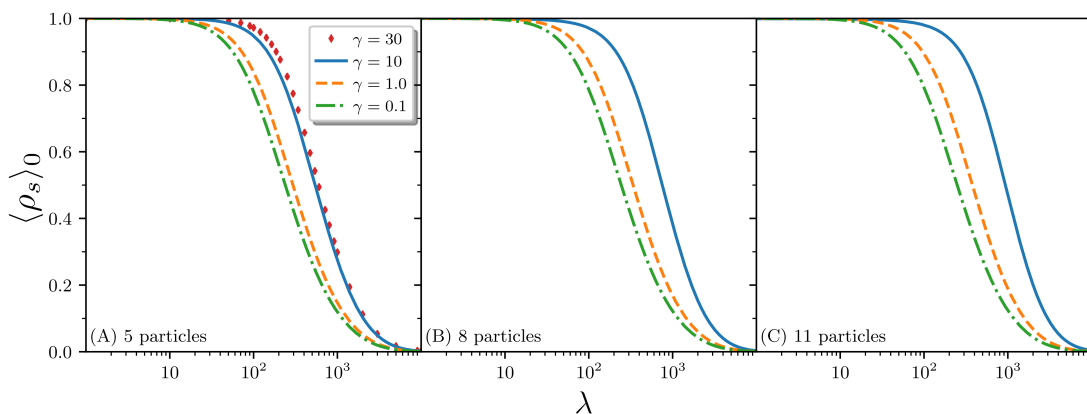 1.0
0.8
0.6
0.4
0.2
0.0
⟨ρₛ⟩₀
γ = 30
γ = 10
γ = 1.0
γ = 0.1
(A) 5 particles
(B) 8 particles
(C) 11 particles
10 10² 10³
10 10² 10³
10 10² 10³
λ